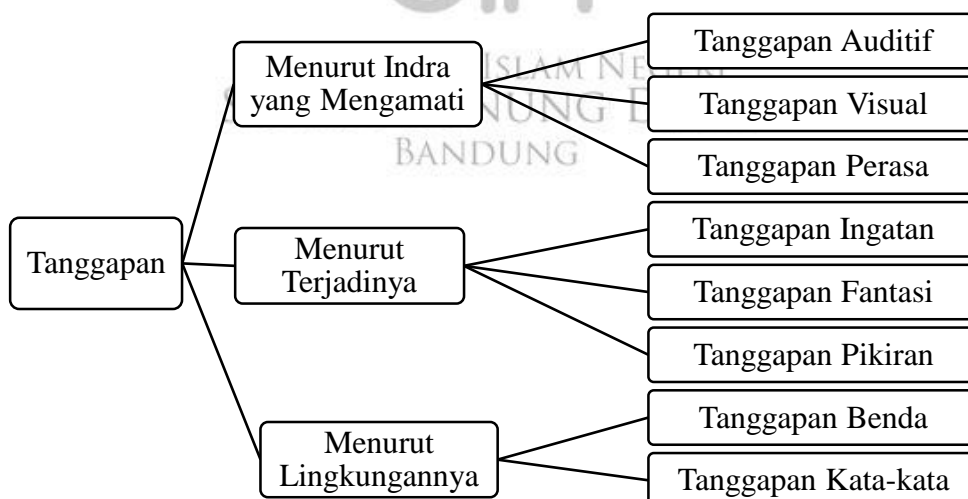 Tanggapan
Menurut Indra
yang Mengamati
Tanggapan Auditif
Tanggapan Visual
Tanggapan Perasa
Menurut
Terjadinya
Tanggapan Ingatan
Tanggapan Fantasi
Tanggapan Pikiran
Menurut
Lingkungannya
Tanggapan Benda
Tanggapan Kata-kata
BANDUNG